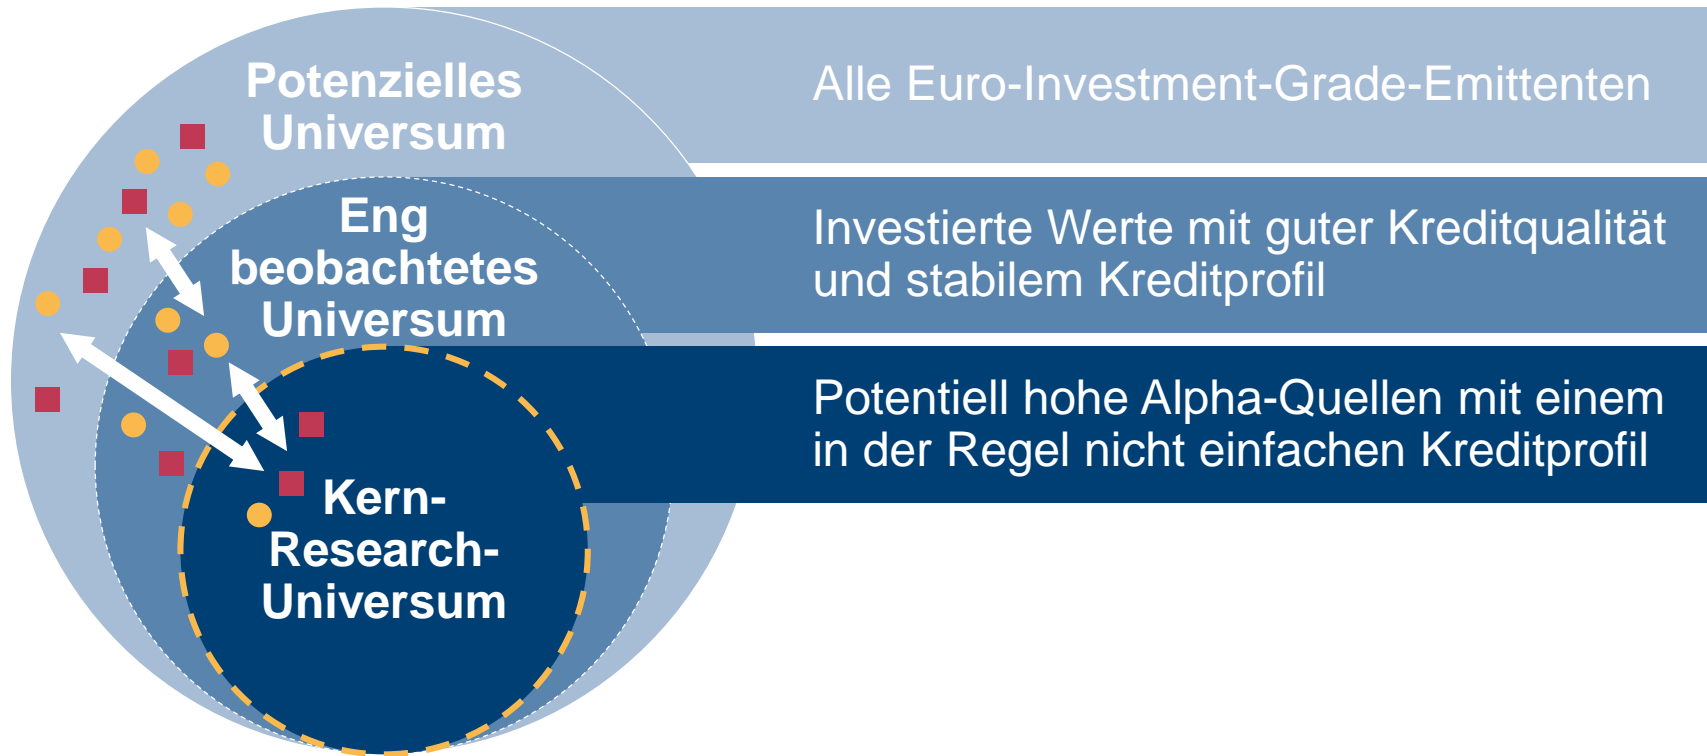 Potenzielles
Universum
Alle Euro-Investment-Grade-Emittenten
Eng
beobachtetes
Universum
Investierte Werte mit guter Kreditqualität
und stabilem Kreditprofil
Kern-
Research-
Universum
Potentiell hohe Alpha-Quellen mit einem
in der Regel nicht einfachen Kreditprofil